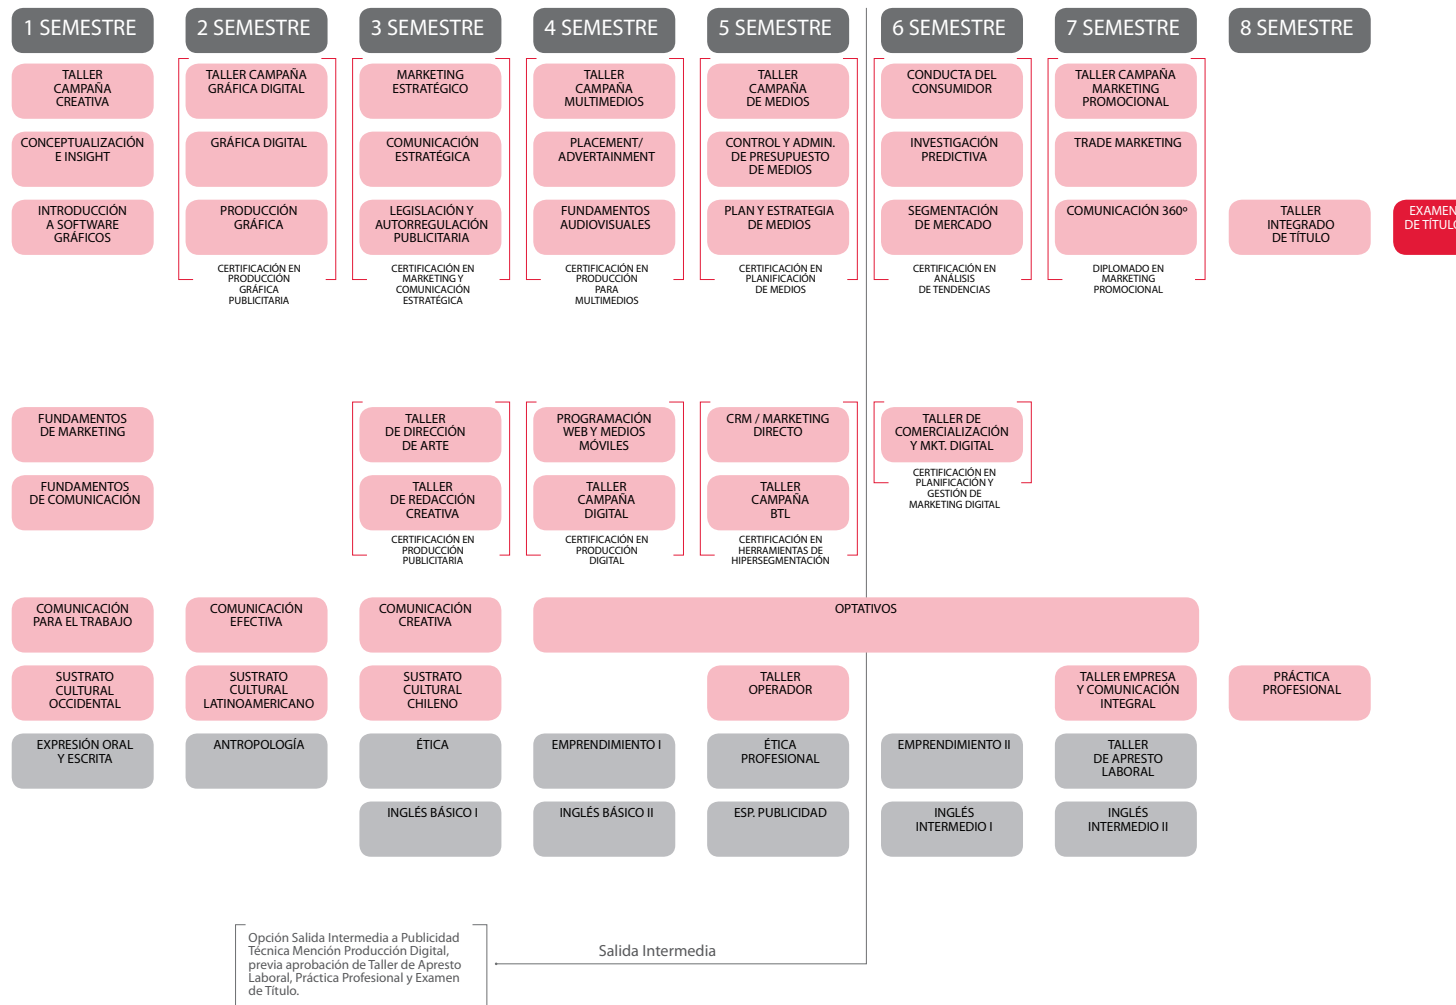 1 SEMESTRE
2 SEMESTRE
3 SEMESTRE
4 SEMESTRE
5 SEMESTRE
6 SEMESTRE
7 SEMESTRE
8 SEMESTRE
TALLER
CAMPAÑA
CREATIVA
TALLER CAMPAÑA
GRÁFICA DIGITAL
MARKETING
ESTRATÉGICO
TALLER
CAMPAÑA
MULTIMEDIOS
TALLER
CAMPAÑA
DE MEDIOS
CONDUCTA DEL
CONSUMIDOR
TALLER CAMPAÑA
MARKETING
PROMOCIONAL
CONCEPTUALIZACIÓN
E INSIGHT
GRÁFICA DIGITAL
COMUNICACIÓN
ESTRATÉGICA
PLACEMENT/
ADVERTAINMENT
CONTROL Y ADMIN.
DE PRESUPUESTO
DE MEDIOS
INVESTIGACIÓN
PREDICTIVA
TRADE MARKETING
INTRODUCCIÓN
A SOFTWARE
GRÁFICOS
PRODUCCIÓN
GRÁFICA
LEGISLACIÓN Y
AUTORREGULACIÓN
PUBLICITARIA
FUNDAMENTOS
AUDIOVISUALES
PLAN Y ESTRATEGIA
DE MEDIOS
SEGMENTACIÓN
DE MERCADO
COMUNICACIÓN 360º
TALLER
INTEGRADO
DE TÍTULO
EXAMEN
DE TÍTULO
CERTIFICACIÓN EN
PRODUCCIÓN
GRÁFICA
PUBLICITARIA
CERTIFICACIÓN EN
MARKETING Y
COMUNICACIÓN
ESTRATÉGICA
CERTIFICACIÓN EN
PRODUCCIÓN
PARA
MULTIMEDIOS
CERTIFICACIÓN EN
PLANIFICACIÓN
DE MEDIOS
CERTIFICACIÓN EN
ANÁLISIS
DE TENDENCIAS
DIPLOMADO EN
MARKETING
PROMOCIONAL
FUNDAMENTOS
DE MARKETING
TALLER
DE DIRECCIÓN
DE ARTE
PROGRAMACIÓN
WEB Y MEDIOS
MÓVILES
CRM / MARKETING
DIRECTO
TALLER DE
COMERCIALIZACIÓN
Y MKT. DIGITAL
FUNDAMENTOS
DE COMUNICACIÓN
TALLER
DE REDACCIÓN
CREATIVA
TALLER
CAMPAÑA
DIGITAL
TALLER
CAMPAÑA
BTL
CERTIFICACIÓN EN
PLANIFICACIÓN Y
GESTIÓN DE
MARKETING DIGITAL
CERTIFICACIÓN EN
PRODUCCIÓN
PUBLICITARIA
CERTIFICACIÓN EN
PRODUCCIÓN
DIGITAL
CERTIFICACIÓN EN
HERRAMIENTAS DE
HIPERSEGMENTACIÓN
COMUNICACIÓN
PARA EL TRABAJO
COMUNICACIÓN
EFECTIVA
COMUNICACIÓN
CREATIVA
OPTATIVOS
SUSTRATO
CULTURAL
OCCIDENTAL
SUSTRATO
CULTURAL
LATINOAMERICANO
SUSTRATO
CULTURAL
CHILENO
TALLER
OPERADOR
TALLER EMPRESA
Y COMUNICACIÓN
INTEGRAL
PRÁCTICA
PROFESIONAL
EXPRESIÓN ORAL
Y ESCRITA
ANTROPOLOGÍA
ÉTICA
EMPRENDIMIENTO I
ÉTICA
PROFESIONAL
EMPRENDIMIENTO II
TALLER
DE APRESTO
LABORAL
INGLÉS BÁSICO I
INGLÉS BÁSICO II
ESP. PUBLICIDAD
INGLÉS
INTERMEDIO I
INGLÉS
INTERMEDIO II
Opción Salida Intermedia a Publicidad
Técnica Mención Producción Digital,
previa aprobación de Taller de Apresto
Laboral, Práctica Profesional y Examen
de Título.
Salida Intermedia